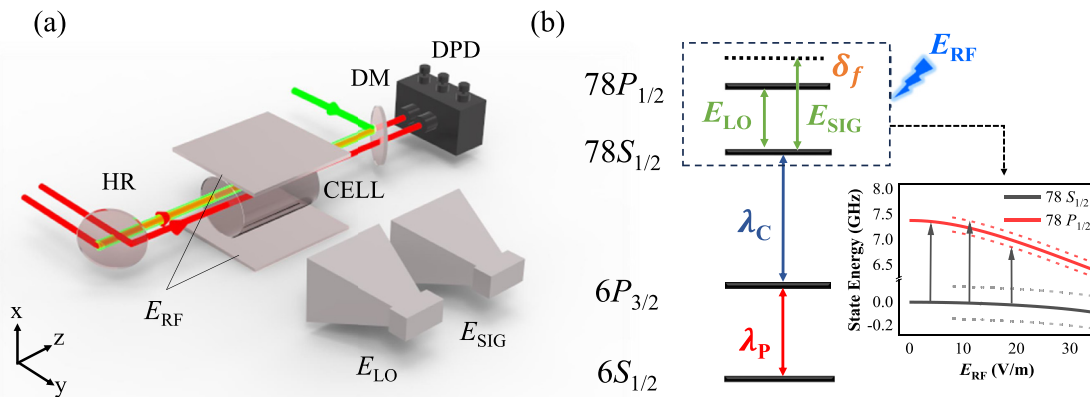 (a)
DPD
DM
HR
CELL
E_RF
E_SIG
E_LO
x
z
y
(b)
E_RF
δ_f
78P_1/2
E_LO
E_SIG
78S_1/2
λ_C
6P_3/2
λ_P
6S_1/2
State Energy (GHz)
8.0
7.5
7.0
6.5
0.0
-0.2
78 S_1/2
78 P_1/2
0
10
20
30
E_RF (V/m)